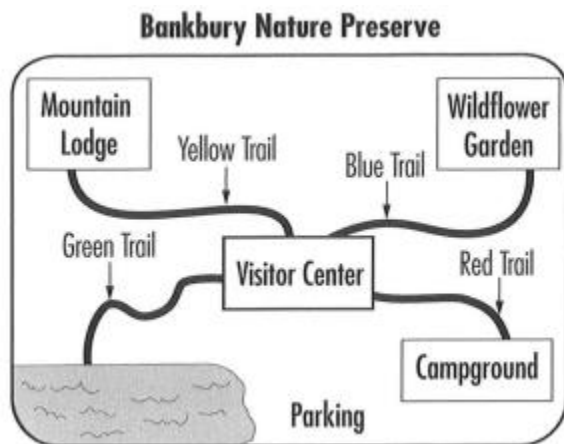 Bankbury Nature Preserve
Mountain
Lodge
Wildflower
Garden
Yellow Trail
Blue Trail
Green Trail
Visitor Center
Red Trail
Campground
Parking